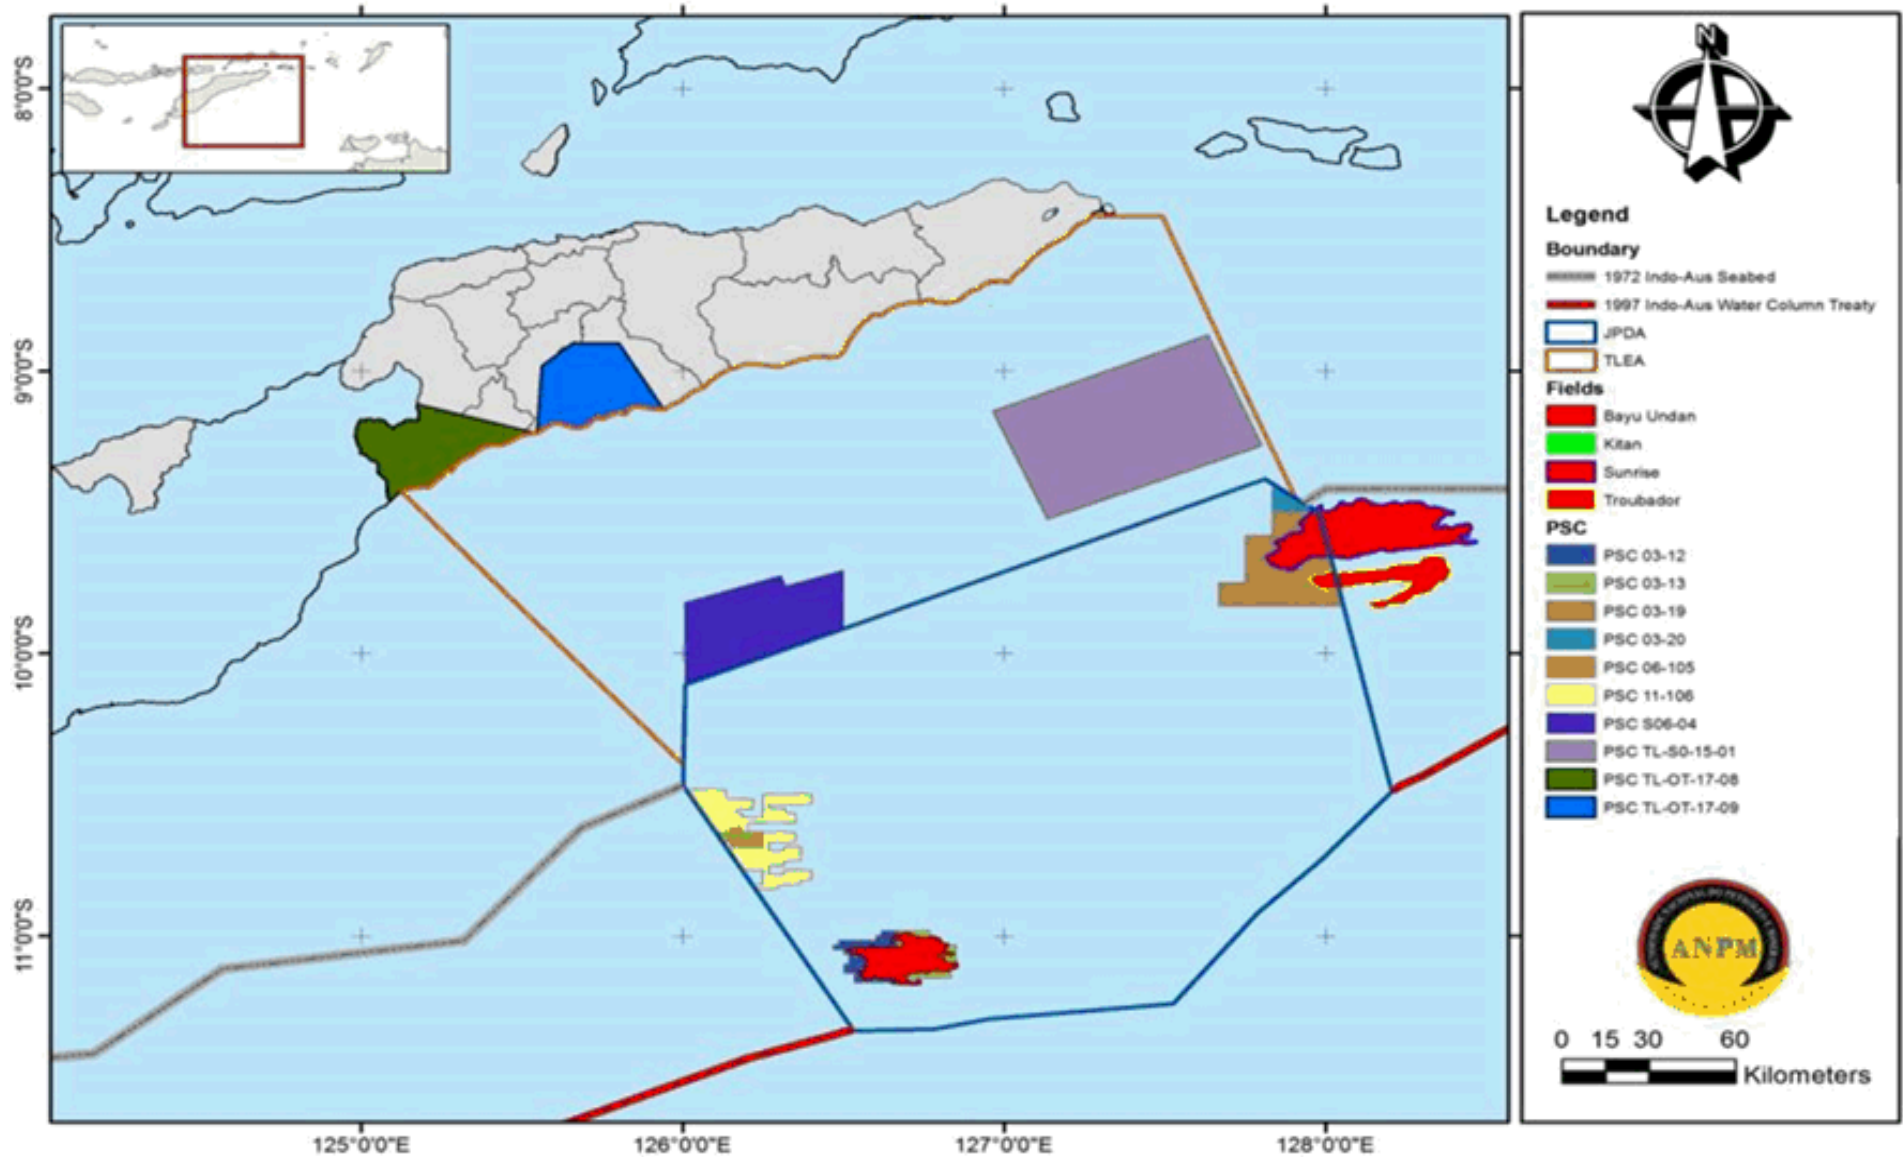 N
8°0'0"S
9°0'0"S
10°0'0"S
11°0'0"S
125°0'0"E
126°0'0"E
127°0'0"E
128°0'0"E
Legend
Boundary
1972 Indo-Aus Seabed
1997 Indo-Aus Water Column Treaty
JPDA
TLEA
Fields
Bayu Undan
Kitan
Sunrise
Troubador
PSC
PSC 03-12
PSC 03-13
PSC 03-19
PSC 03-20
PSC 06-105
PSC 11-106
PSC S06-04
PSC TL-S0-15-01
PSC TL-OT-17-08
PSC TL-OT-17-09
ANPM
0 15 30 60
Kilometers